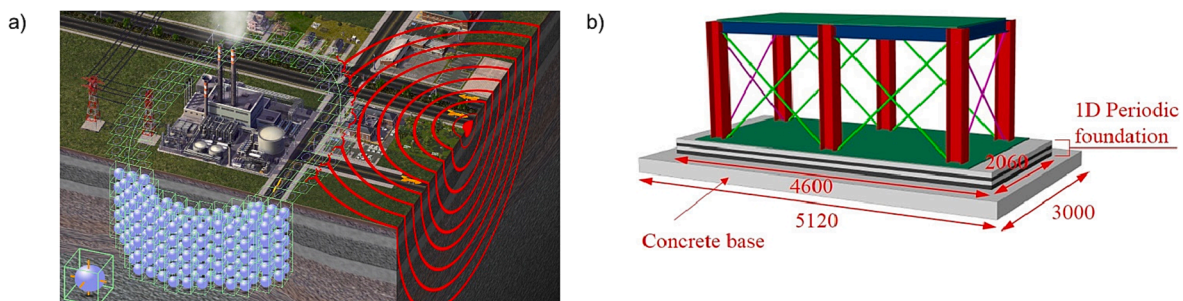 a)
b)
1D Periodic
foundation
2060
4600
5120
3000
Concrete base